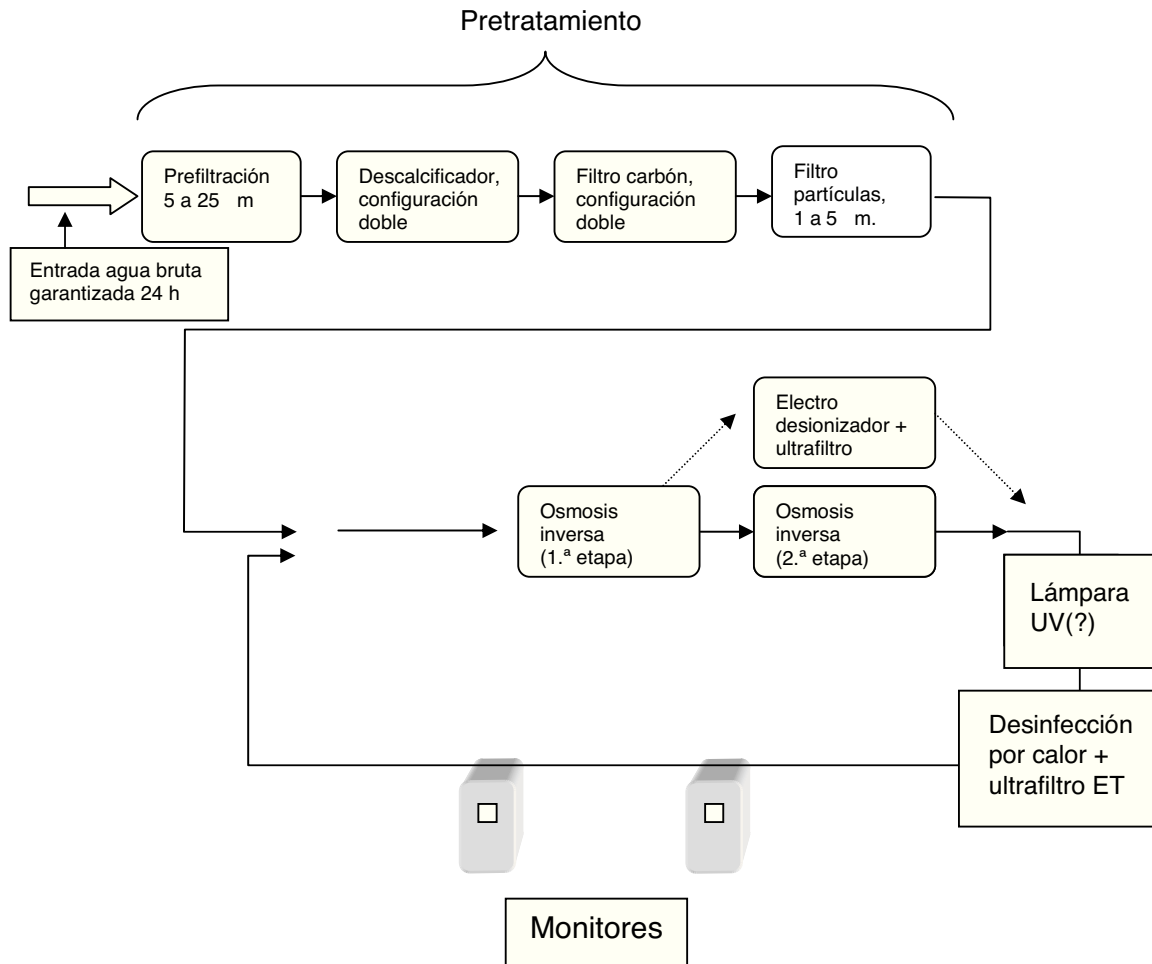 Pretratamiento
Prefiltración
5 a 25 m
Descalcificador,
configuración
doble
Filtro carbón,
configuración
doble
Filtro
partículas,
1 a 5 m.
Entrada agua bruta
garantizada 24 h
Electro
desionizador +
ultrafiltro
Osmosis
inversa
(1.ª etapa)
Osmosis
inversa
(2.ª etapa)
Lámpara
UV(?)
Desinfección
por calor +
ultrafiltro ET
Monitores